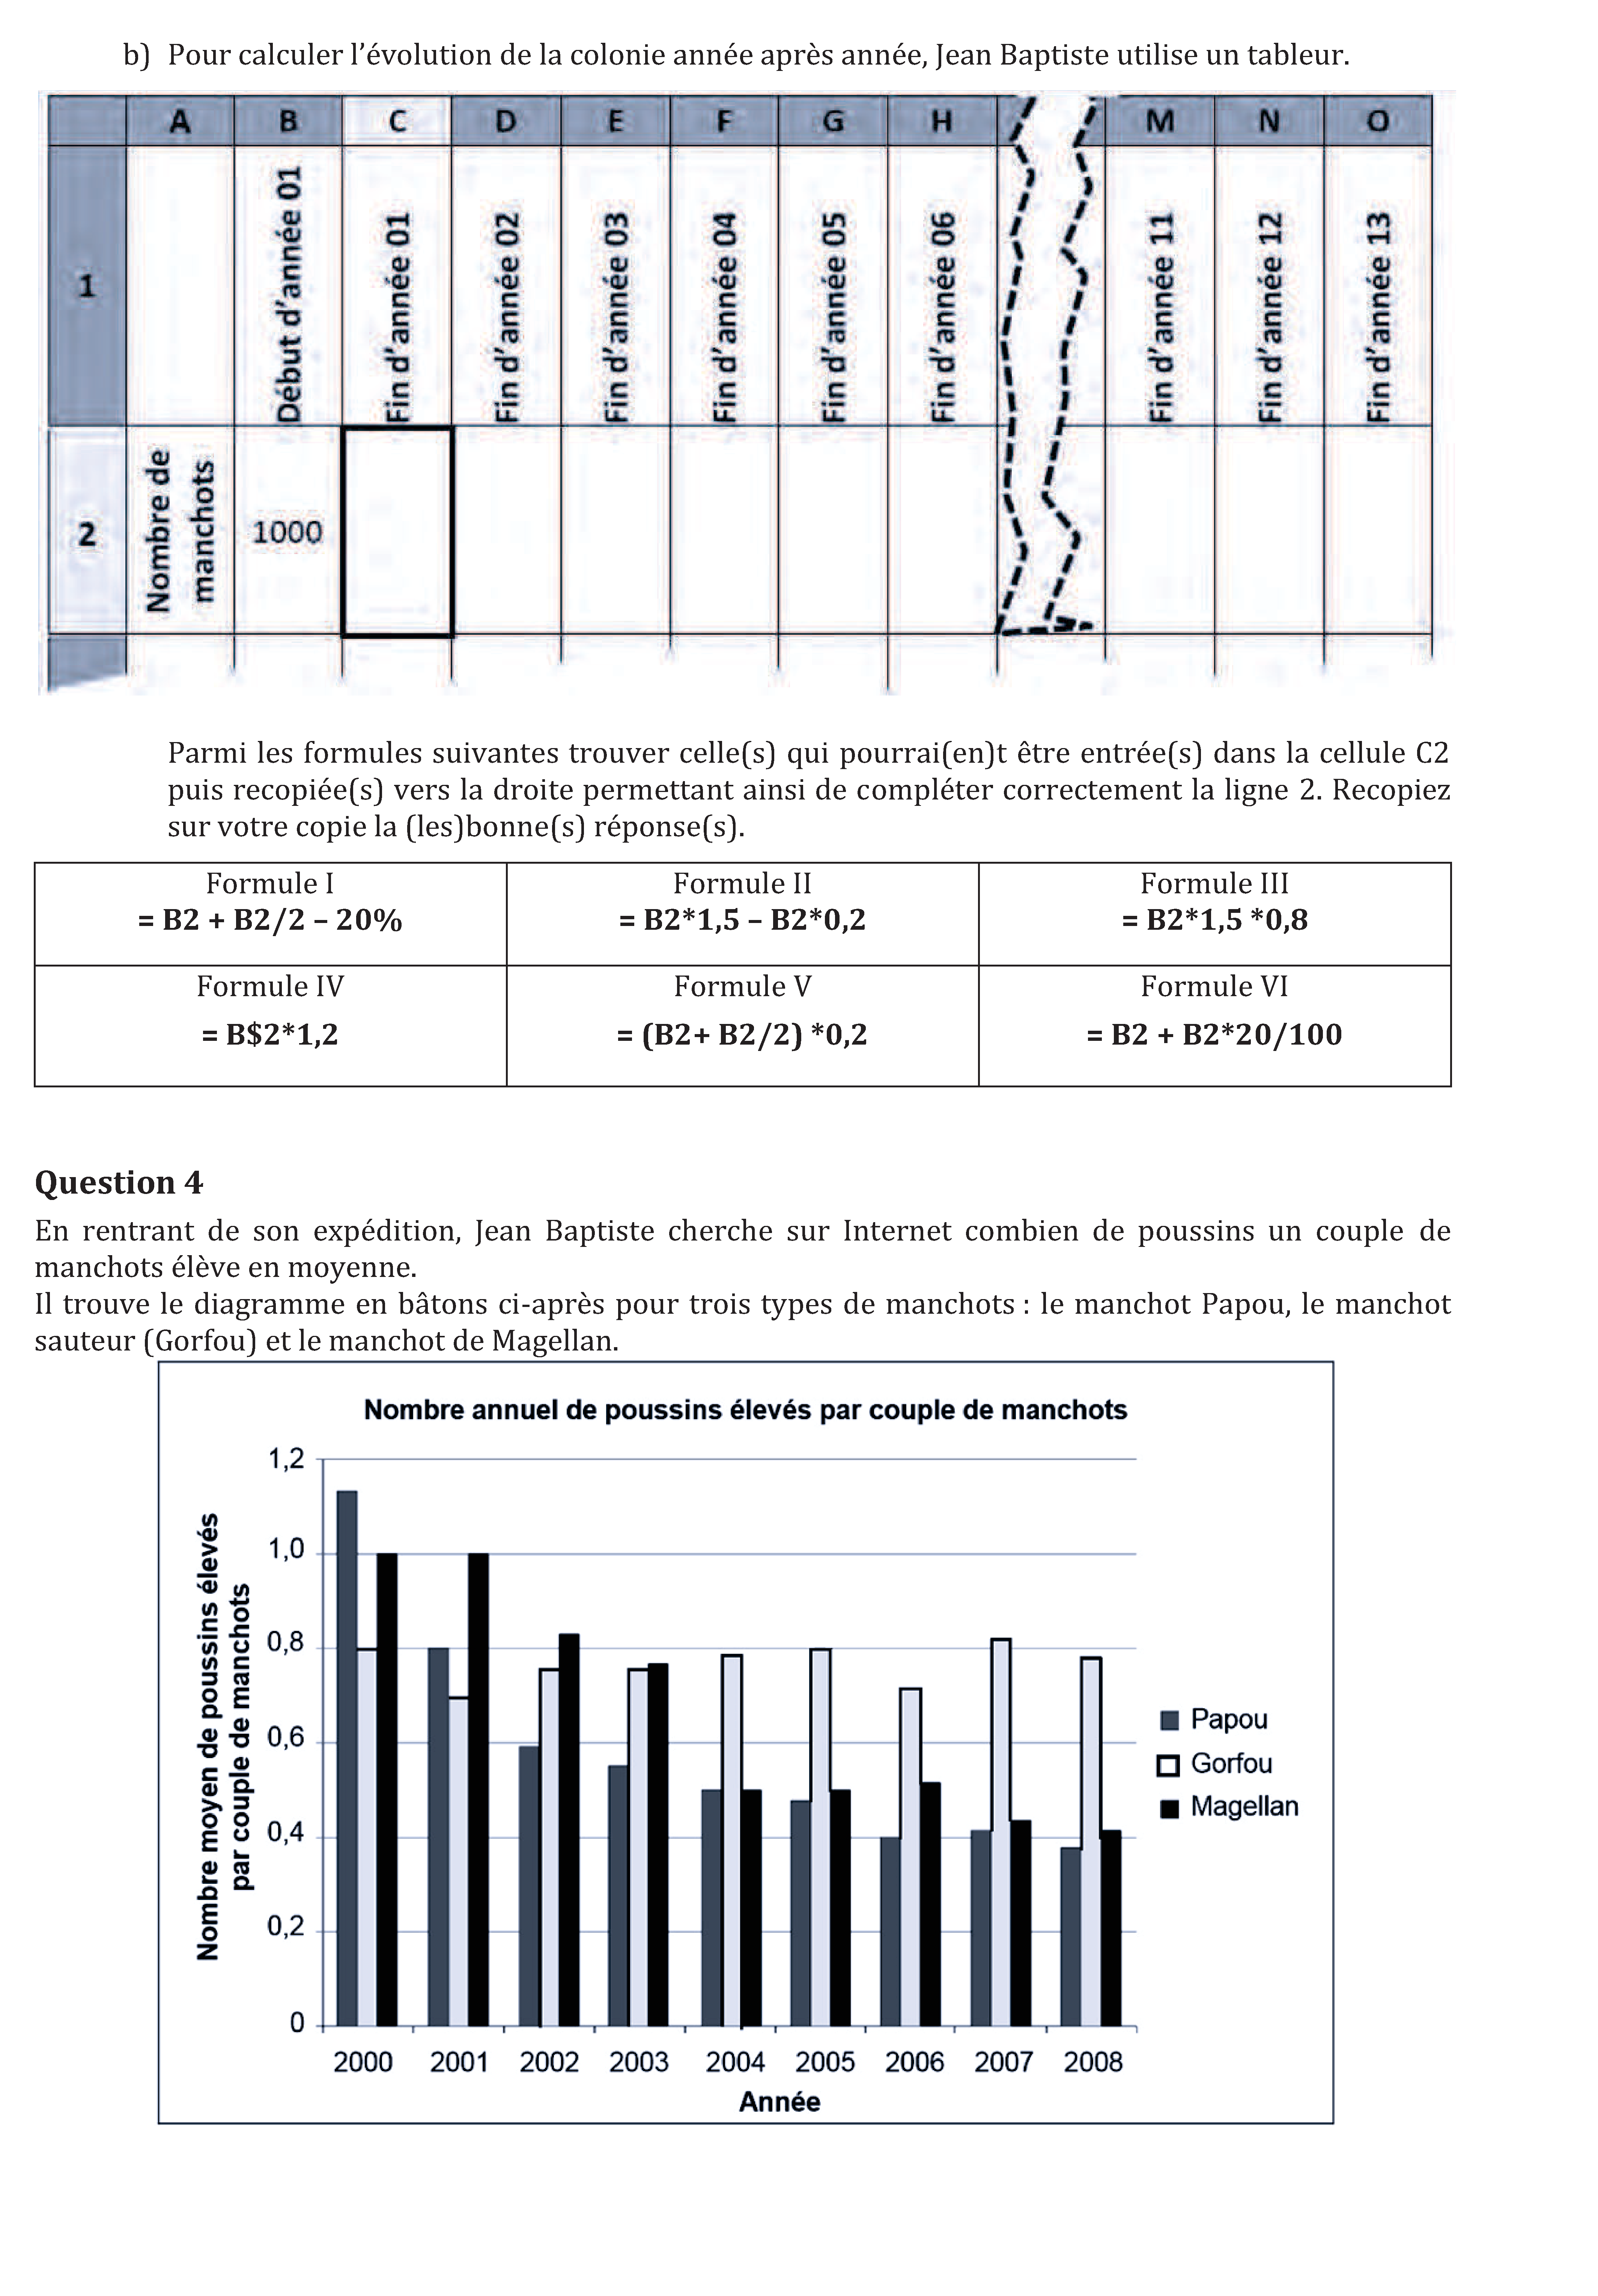 b) Pour calculer l’évolution de la colonie année après année, Jean Baptiste utilise un tableur.
A B C D E F G H M N O
1 Début d’année 01 Fin d’année 01 Fin d’année 02 Fin d’année 03 Fin d’année 04 Fin d’année 05 Fin d’année 06 Fin d’année 11 Fin d’année 12 Fin d’année 13
2 Nombre de manchots 1000
Parmi les formules suivantes trouver celle(s) qui pourrai(en)t être entrée(s) dans la cellule C2
puis recopiée(s) vers la droite permettant ainsi de compléter correctement la ligne 2. Recopiez
sur votre copie la (les)bonne(s) réponse(s).
Formule I Formule II Formule III
= B2 + B2/2 – 20% = B2*1,5 – B2*0,2 = B2*1,5 *0,8
Formule IV Formule V Formule VI
= B$2*1,2 = (B2+ B2/2) *0,2 = B2 + B2*20/100
Question 4
En rentrant de son expédition, Jean Baptiste cherche sur Internet combien de poussins un couple de
manchots élève en moyenne.
Il trouve le diagramme en bâtons ci-après pour trois types de manchots : le manchot Papou, le manchot
sauteur (Gorfou) et le manchot de Magellan.
Nombre annuel de poussins élevés par couple de manchots
Nombre moyen de poussins élevés
par couple de manchots
1,2
1,0
0,8
0,6
0,4
0,2
0
2000 2001 2002 2003 2004 2005 2006 2007 2008
Année
Papou
Gorfou
Magellan